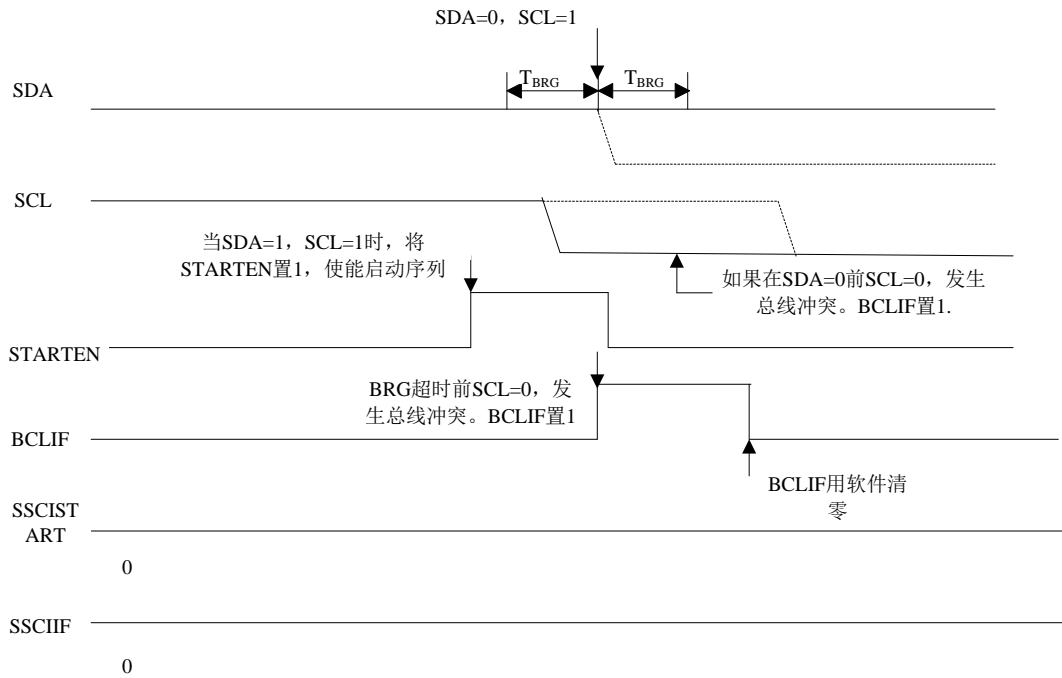 SDA=0，SCL=1
TBRG
TBRG
SDA
SCL
当SDA=1，SCL=1时，将
STARTEN置1，使能启动序列
如果在SDA=0前SCL=0，发生
总线冲突。BCLIF置1.
STARTEN
BRG超时前SCL=0，发
生总线冲突。BCLIF置1
BCLIF
BCLIF用软件清
零
SSCIST
ART
0
SSCIIF
0